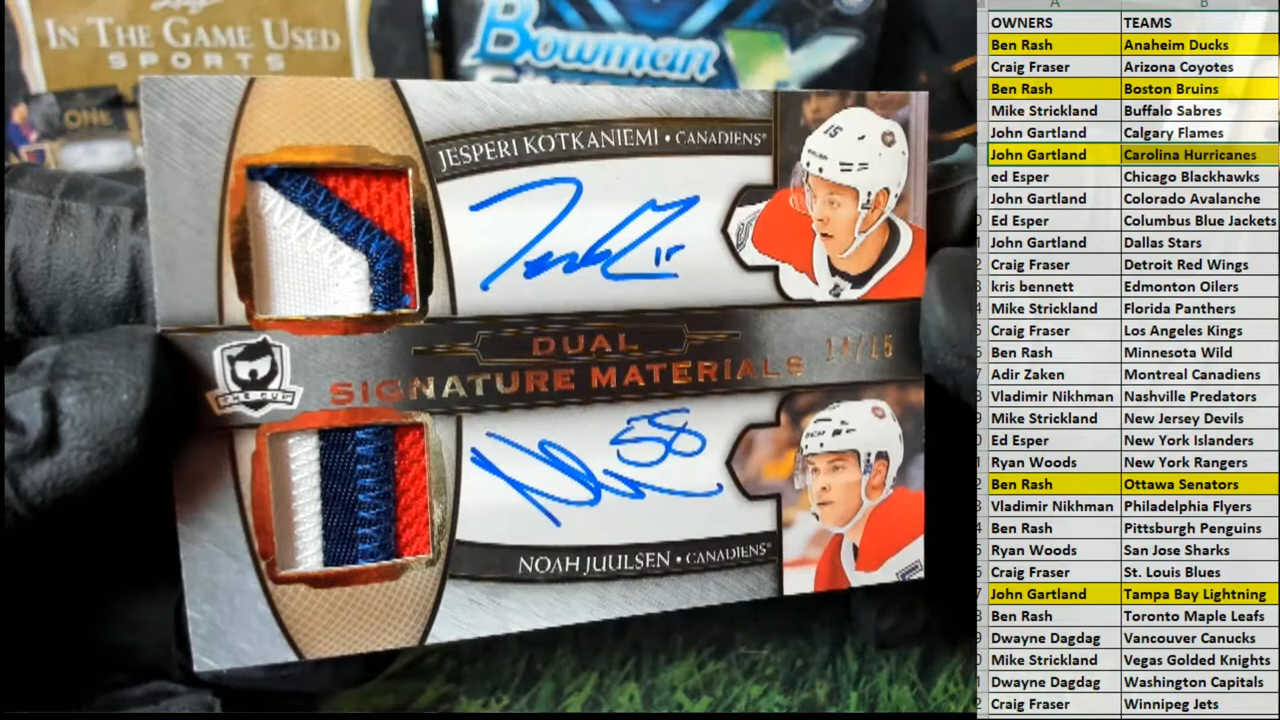 IN THE GAME USED
SPORTS
Bowman
ONE
JESPERI KOTKANIEMI • CANADIENS
15
DUAL
SIGNATURE MATERIALS
THE CUP
58
NOAH JUULSEN • CANADIENS
A B
OWNERS TEAMS
Ben Rash Anaheim Ducks
Craig Fraser Arizona Coyotes
Ben Rash Boston Bruins
Mike Strickland Buffalo Sabres
John Gartland Calgary Flames
John Gartland Carolina Hurricanes
ed Esper Chicago Blackhawks
John Gartland Colorado Avalanche
Ed Esper Columbus Blue Jackets
John Gartland Dallas Stars
Craig Fraser Detroit Red Wings
kris bennett Edmonton Oilers
Mike Strickland Florida Panthers
Craig Fraser Los Angeles Kings
Ben Rash Minnesota Wild
Adir Zaken Montreal Canadiens
Vladimir Nikhman Nashville Predators
Mike Strickland New Jersey Devils
Ed Esper New York Islanders
Ryan Woods New York Rangers
Ben Rash Ottawa Senators
Vladimir Nikhman Philadelphia Flyers
Ben Rash Pittsburgh Penguins
Ryan Woods San Jose Sharks
Craig Fraser St. Louis Blues
John Gartland Tampa Bay Lightning
Ben Rash Toronto Maple Leafs
Dwayne Dagdag Vancouver Canucks
Mike Strickland Vegas Golded Knights
Dwayne Dagdag Washington Capitals
Craig Fraser Winnipeg Jets